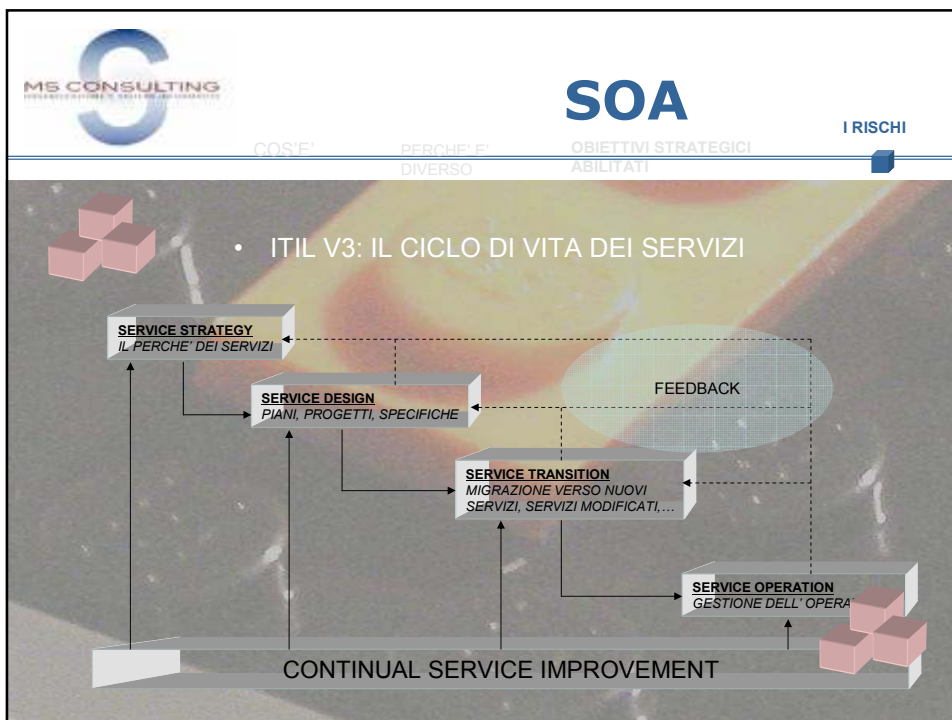 MS CONSULTING
SOA
I RISCHI
COS'E'
PERCHE' E'
DIVERSO
OBIETTIVI STRATEGICI
ABILITATI
• ITIL V3: IL CICLO DI VITA DEI SERVIZI
SERVICE STRATEGY
IL PERCHE' DEI SERVIZI
FEEDBACK
SERVICE DESIGN
PIANI, PROGETTI, SPECIFICHE
SERVICE TRANSITION
MIGRAZIONE VERSO NUOVI
SERVIZI, SERVIZI MODIFICATI,…
SERVICE OPERATION
GESTIONE DELL' OPERA
CONTINUAL SERVICE IMPROVEMENT